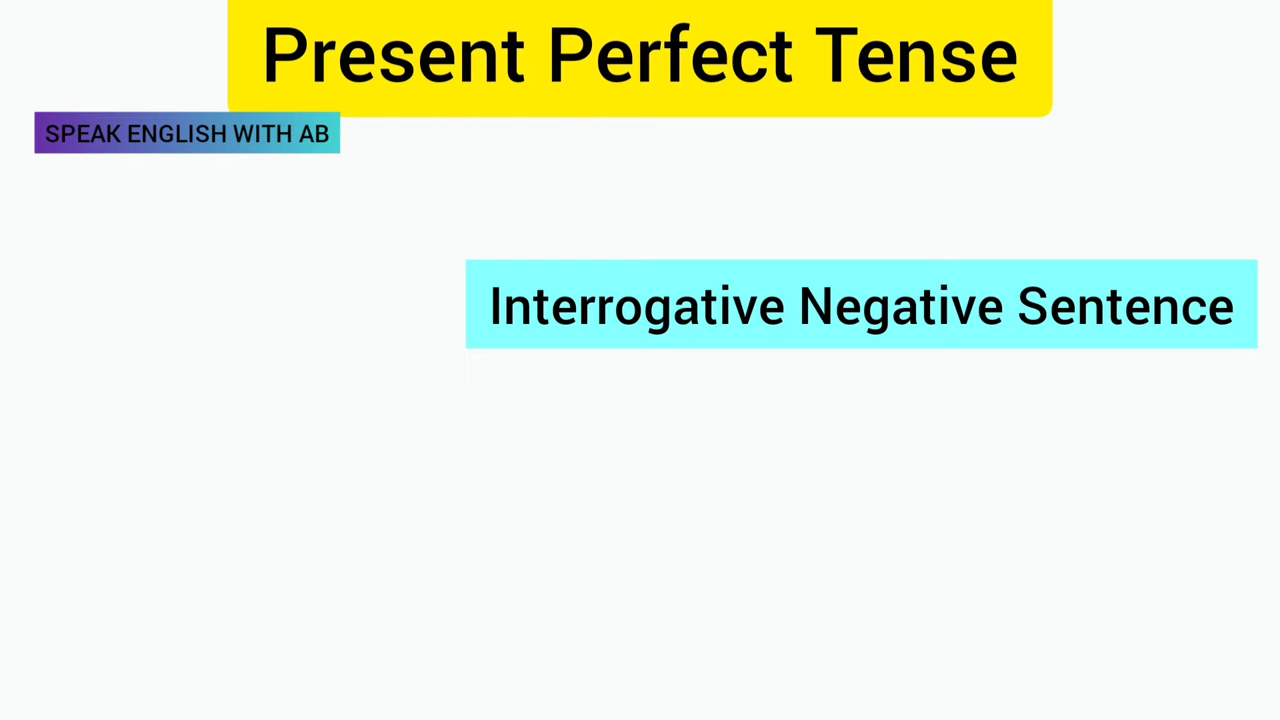 Present Perfect Tense
SPEAK ENGLISH WITH AB
Interrogative Negative Sentence